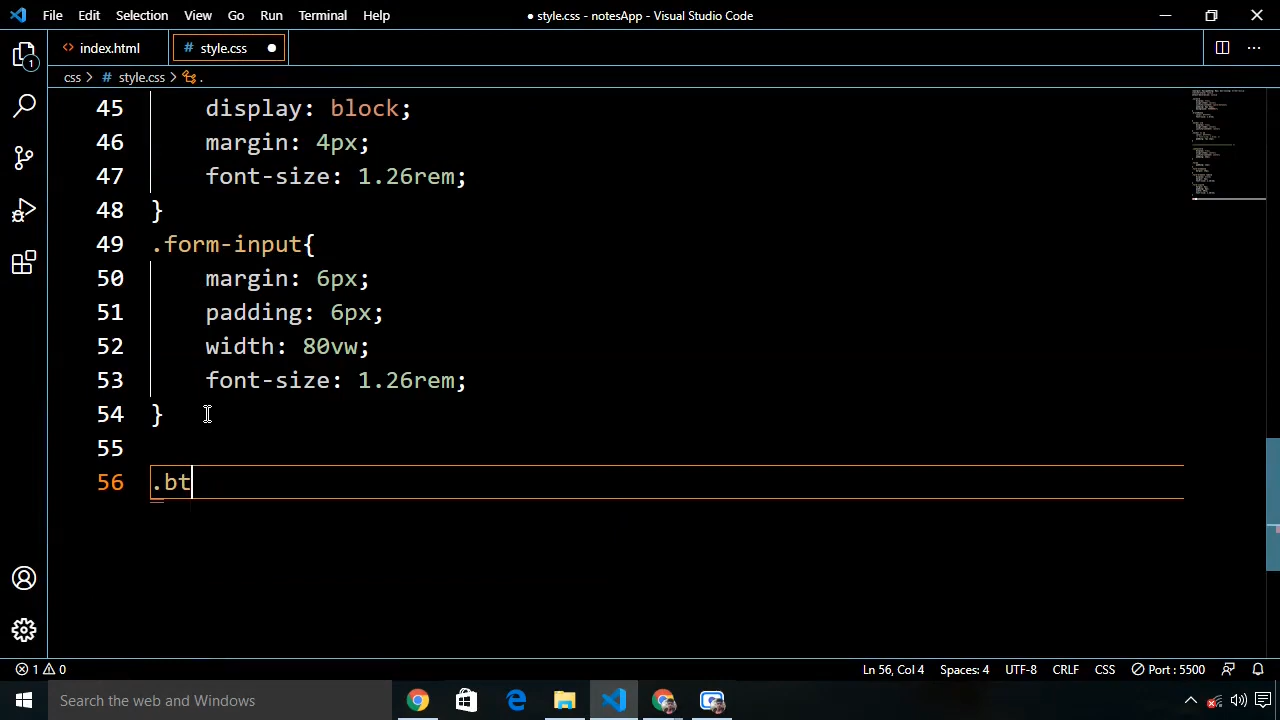 File Edit Selection View Go Run Terminal Help
● style.css - notesApp - Visual Studio Code
<> index.html
# style.css ●
css > # style.css > .
45 display: block;
46 margin: 4px;
47 font-size: 1.26rem;
48 }
49 .form-input{
50 margin: 6px;
51 padding: 6px;
52 width: 80vw;
53 font-size: 1.26rem;
54 }
55
56 .bt
1
1 0
Ln 56, Col 4 Spaces: 4 UTF-8 CRLF CSS Port : 5500
Search the web and Windows